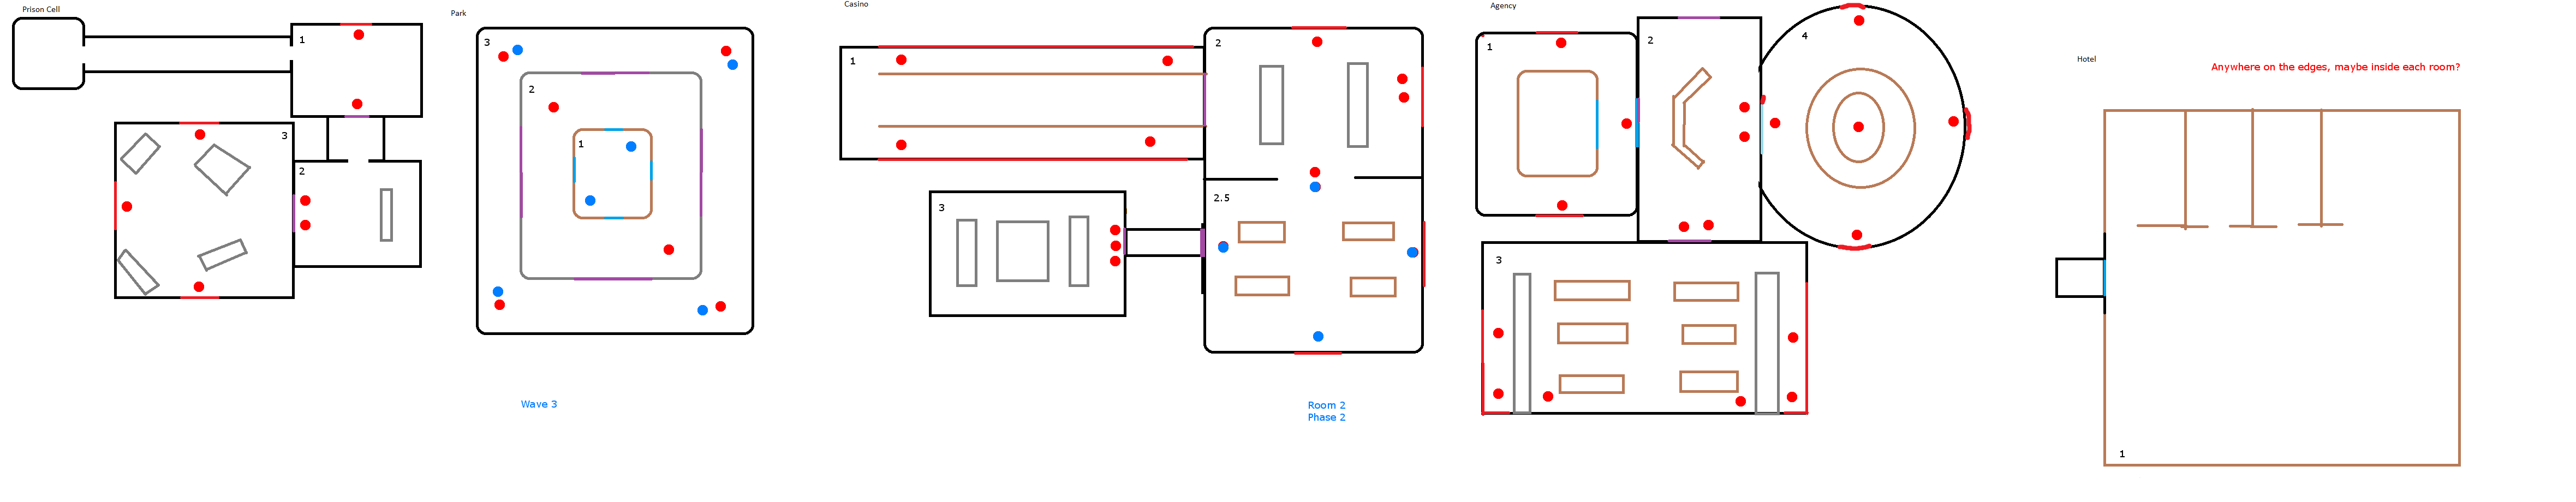 Prison Cell
1
2
3
Park
3
2
1
Wave 3
Casino
1
2
2.5
3
Room 2
Phase 2
Agency
1
2
4
3
Hotel
Anywhere on the edges, maybe inside each room?
1